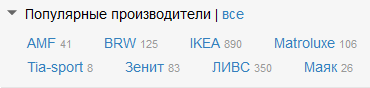 Популярные производители | все
AMF 41 BRW 125 IKEA 890 Matroluxe 106
Tia-sport 8 Зенит 83 ЛИВС 350 Маяк 26